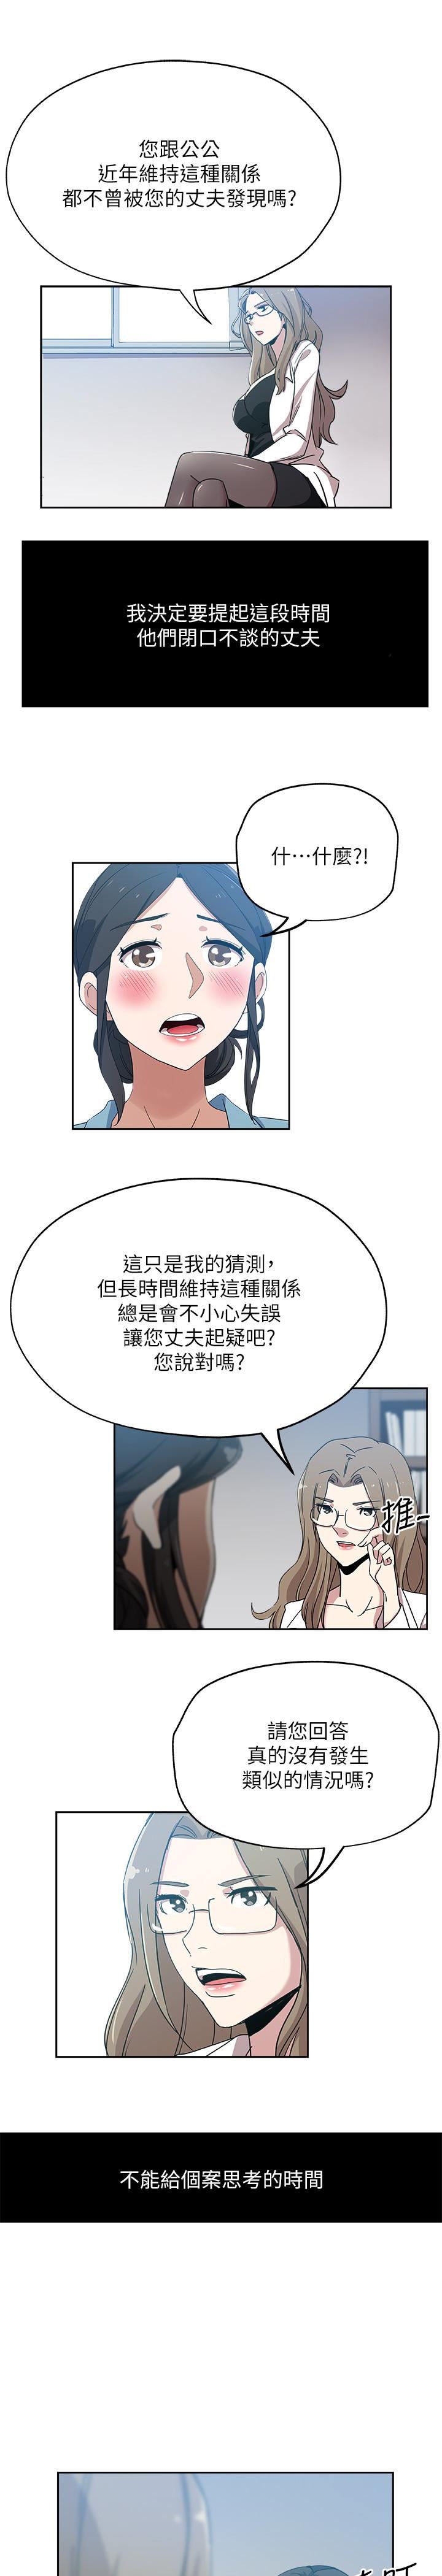 您跟公公
近年維持這種關係
都不曾被您的丈夫發現嗎?
我決定要提起這段時間
他們閉口不談的丈夫
什…什麼?!
這只是我的猜測，
但長時間維持這種關係
總是會不小心失誤
讓您丈夫起疑吧?
您說對嗎?
推-
請您回答
真的沒有發生
類似的情況嗎?
不能給個案思考的時間